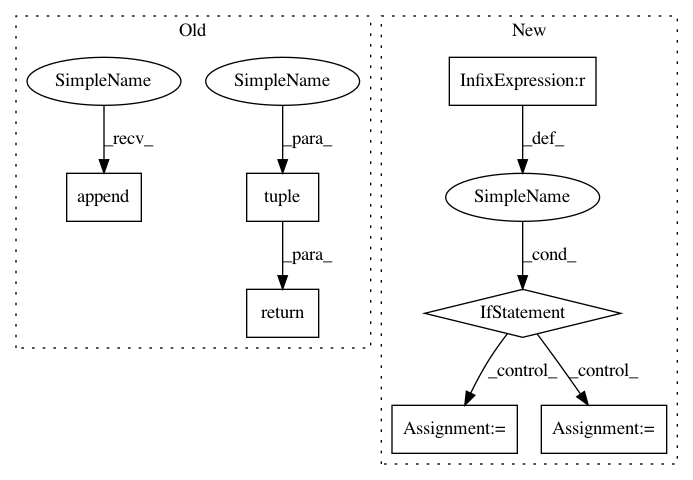 Old
New
SimpleName
SimpleName
InfixExpression:r
_recv_
_para_
_def_
append
tuple
SimpleName
_para_
_cond_
return
IfStatement
_control_
_control_
Assignment:=
Assignment:=